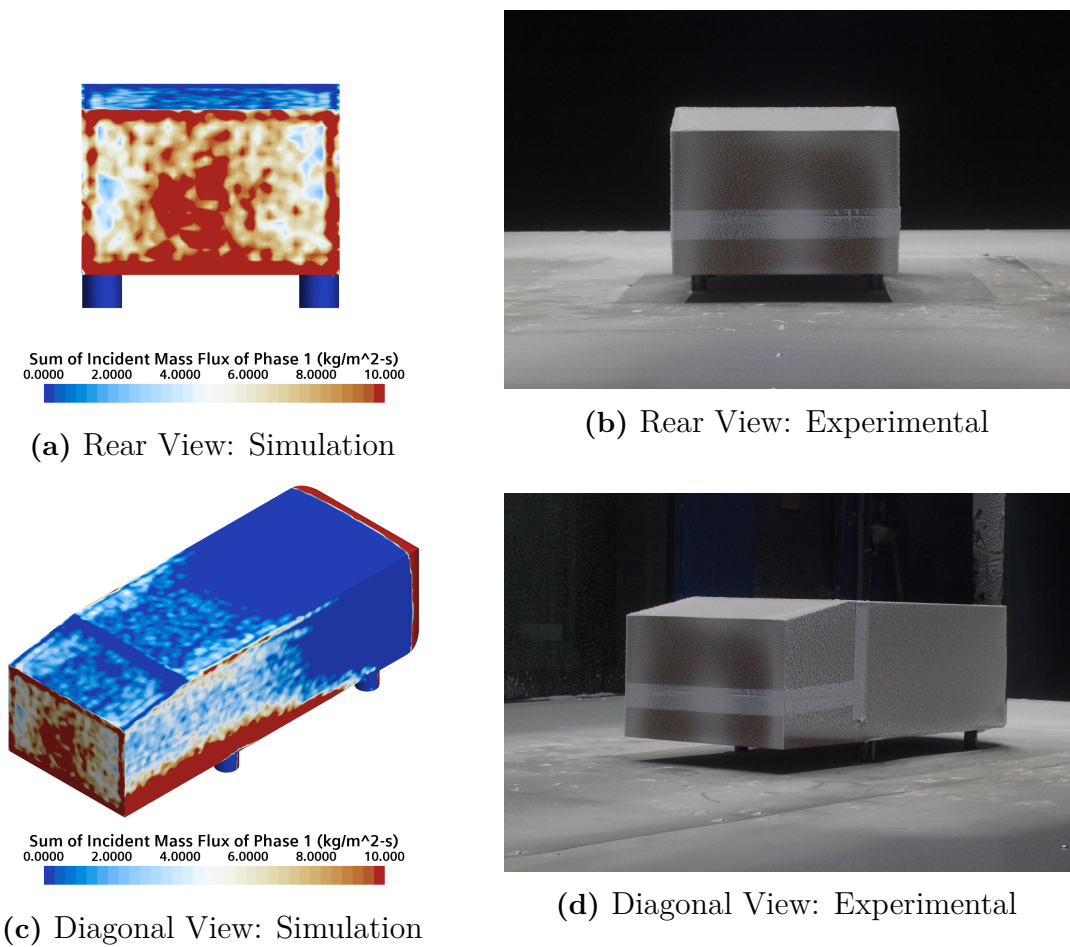 Sum of Incident Mass Flux of Phase 1 (kg/m^2-s)
0.0000 2.0000 4.0000 6.0000 8.0000 10.000
(a) Rear View: Simulation
(b) Rear View: Experimental
Sum of Incident Mass Flux of Phase 1 (kg/m^2-s)
0.0000 2.0000 4.0000 6.0000 8.0000 10.000
(c) Diagonal View: Simulation
(d) Diagonal View: Experimental